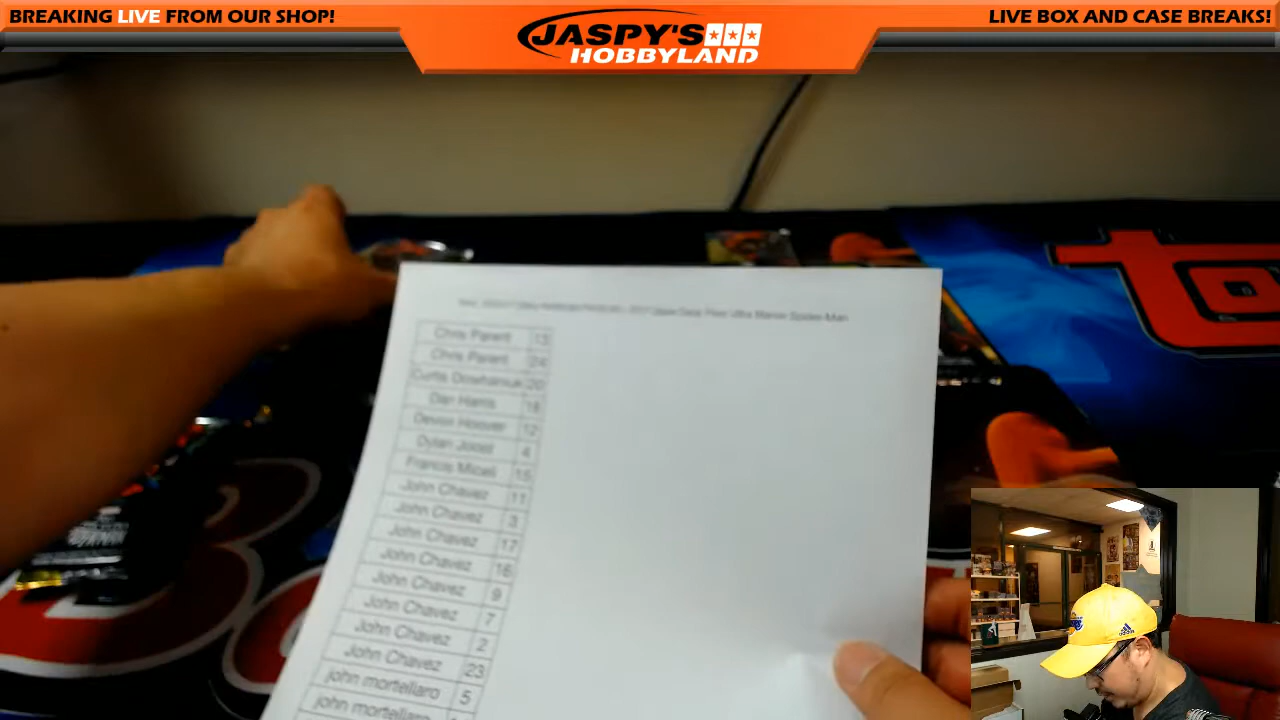 BREAKING LIVE FROM OUR SHOP!
JASPY'S
HOBBYLAND
LIVE BOX AND CASE BREAKS!
Chris Parent 13
Chris Parent 24
Curtis 20
Dan Harris 18
Devon Hoover 12
Dylan 4
Francis Miceli 15
John Chavez 11
John Chavez 3
John Chavez 17
John Chavez 16
John Chavez 9
John Chavez 7
John Chavez 2
John Chavez 23
john mortellaro 5
john mortellaro